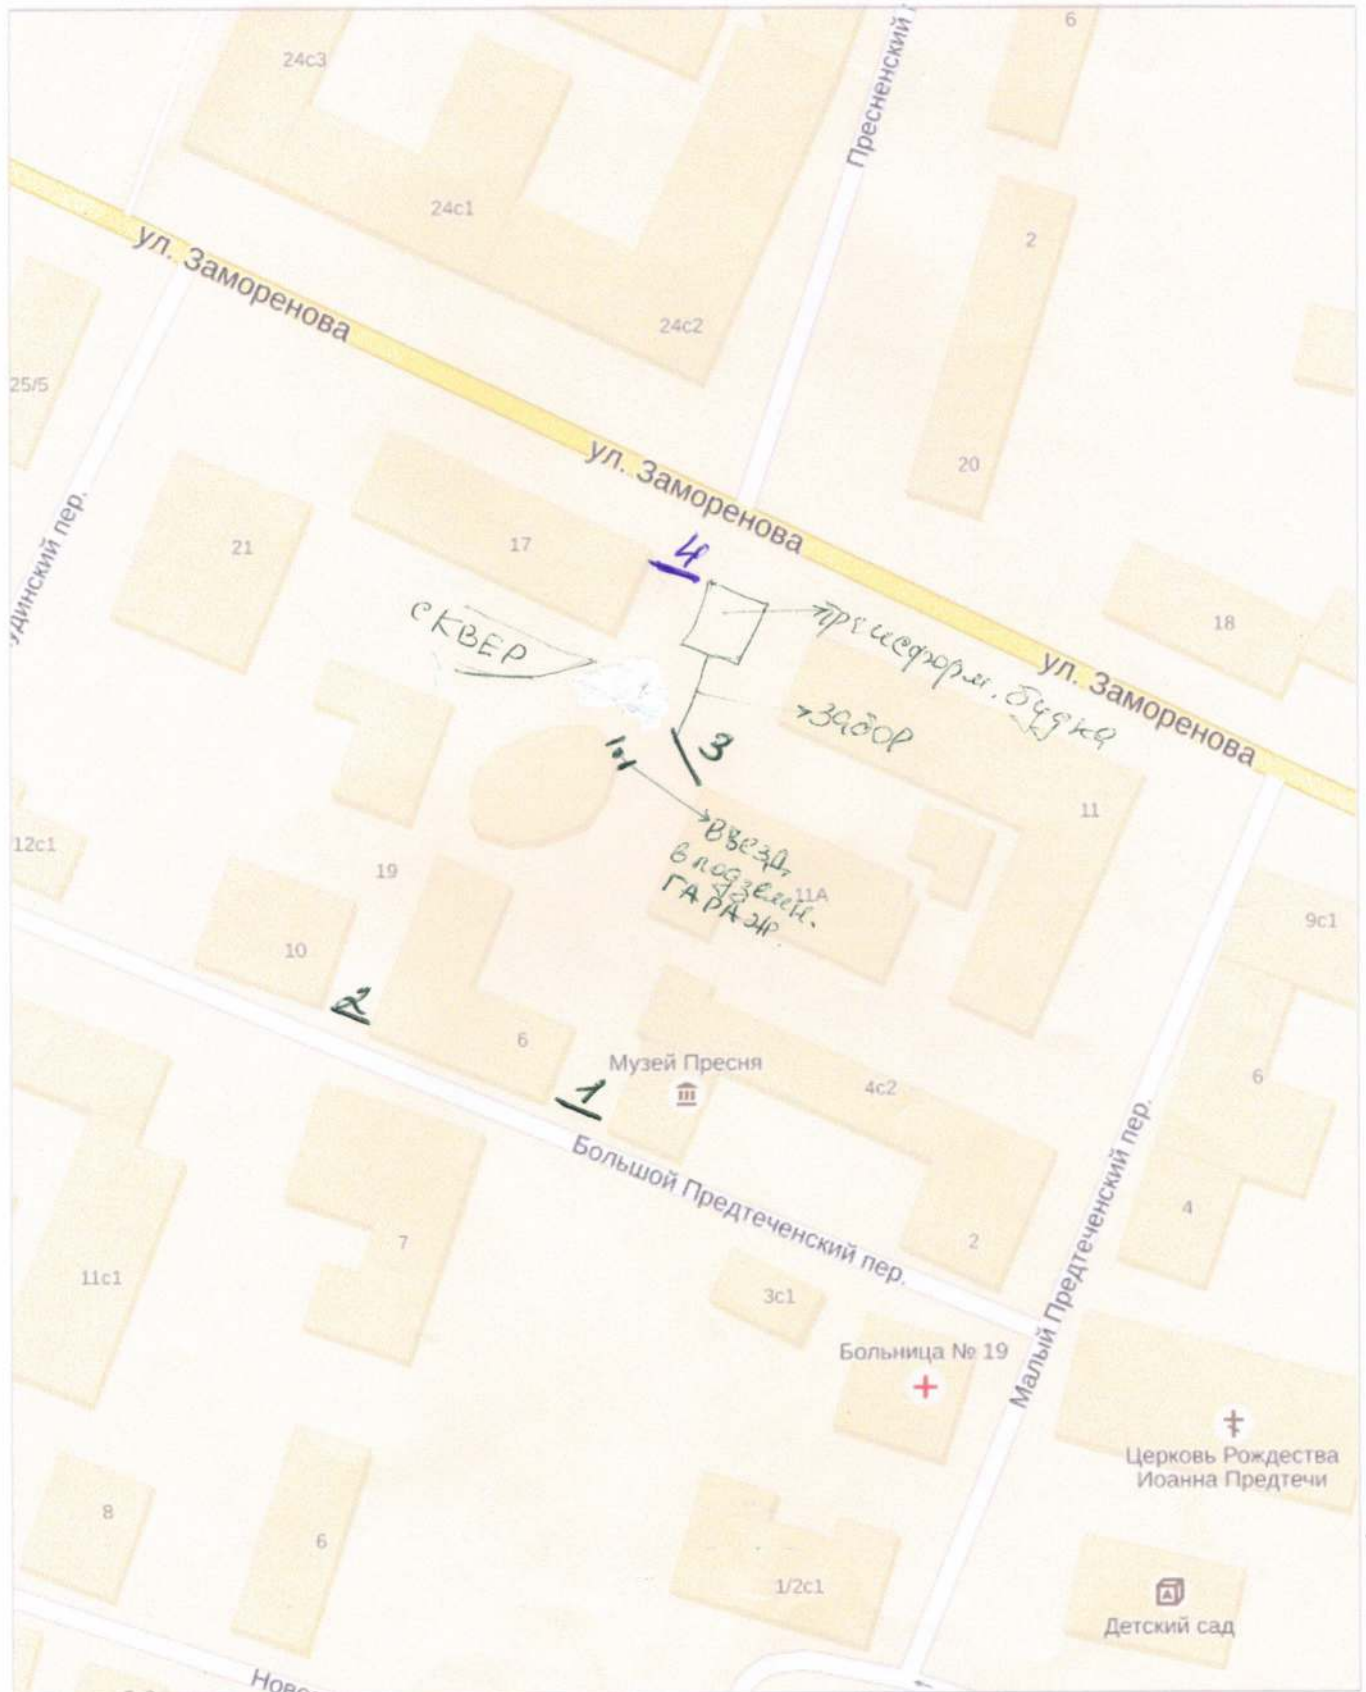 24с3
6
Пресненский
24с1
2
ул. Заморенова
24с2
25/5
20
ул. Заморенова
21
17
4
18
СКВЕР
трансформ. будка
ул. Заморенова
забор
3
11
12с1
19
Въезд
в подземн.
ГАРАЖ
11А
9с1
10
2
6
Музей Пресня
4с2
6
1
Большой Предтеченский пер.
Малый Предтеченский пер.
4
7
2
11с1
3с1
Больница № 19
Церковь Рождества
Иоанна Предтечи
8
6
1/2с1
А
Детский сад